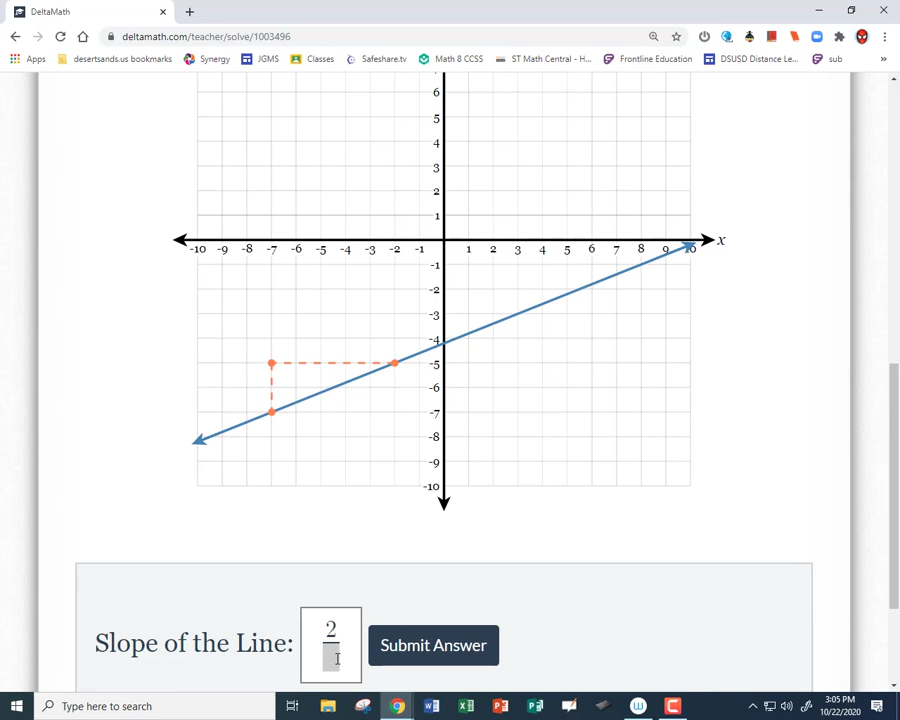 DeltaMath
deltamath.com/teacher/solve/1003496
Apps desertsands.us bookmarks Synergy JGMS Classes Safeshare.tv Math 8 CCSS ST Math Central - H... Frontline Education DSUSD Distance Le... sub »
6
5
4
3
2
1
-10 -9 -8 -7 -6 -5 -4 -3 -2 -1 1 2 3 4 5 6 7 8 9 10 x
-1
-2
-3
-4
-5
-6
-7
-8
-9
-10
2
Slope of the Line: Submit Answer
Type here to search
3:05 PM
10/22/2020